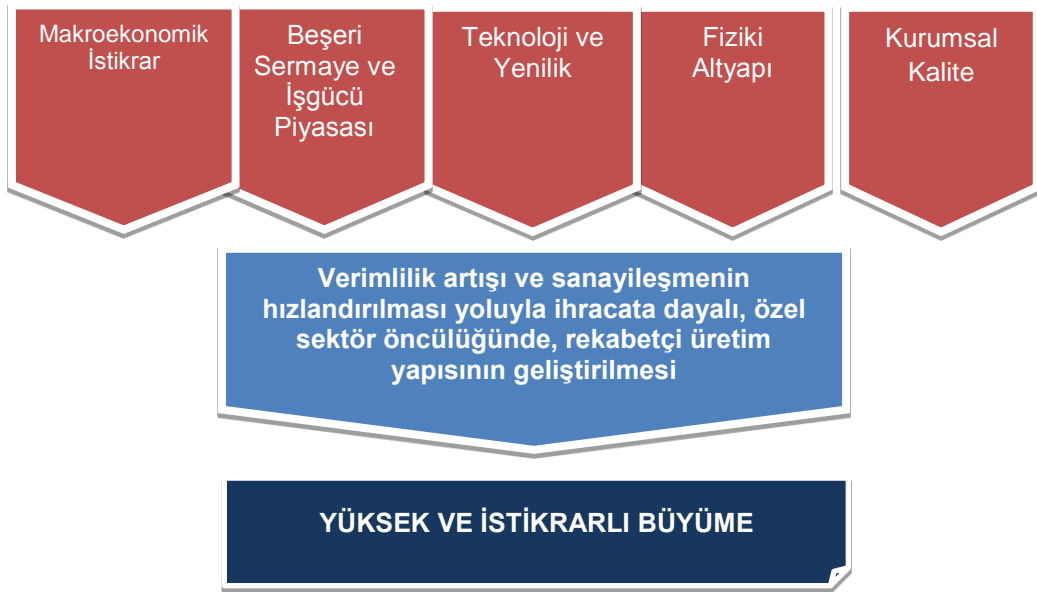 Makroekonomik
İstikrar
Beşeri
Sermaye ve
İşgücü
Piyasası
Teknoloji ve
Yenilik
Fiziki
Altyapı
Kurumsal
Kalite
Verimlilik artışı ve sanayileşmenin
hızlandırılması yoluyla ihracata dayalı, özel
sektör öncülüğünde, rekabetçi üretim
yapısının geliştirilmesi
YÜKSEK VE İSTİKRARLI BÜYÜME